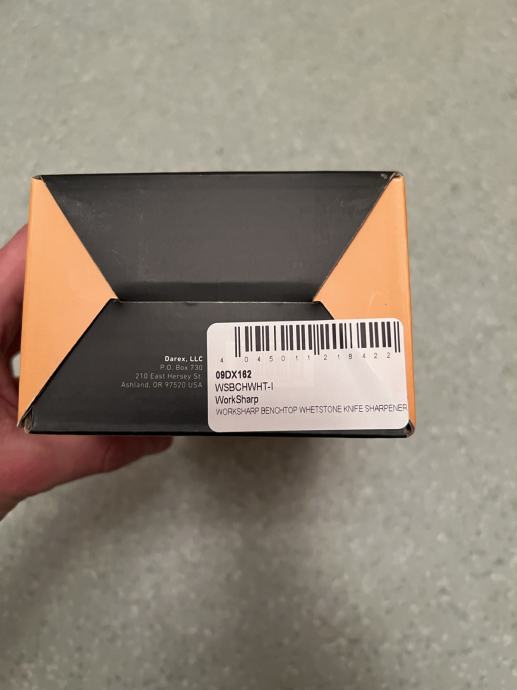 Darex, LLC
P.O. Box 730
210 East Hersey St.
Ashland, OR 97520 USA
4 045011 218422
09DX162
WSBCHWHT-I
WorkSharp
WORKSHARP BENCHTOP WHETSTONE KNIFE SHARPENER